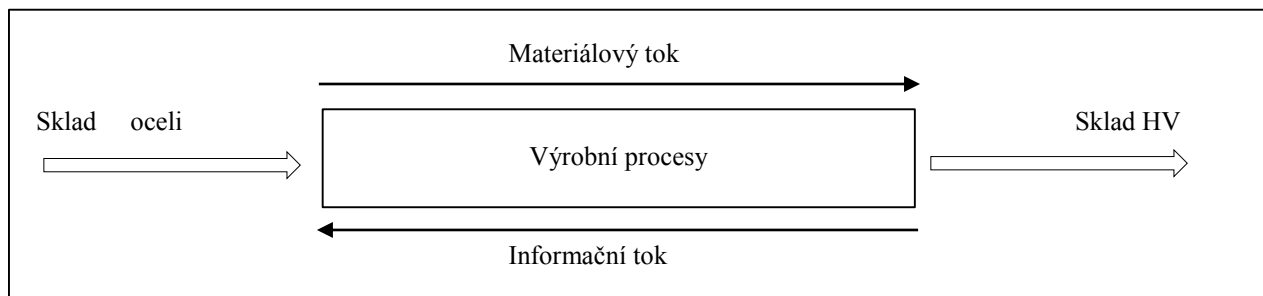 Materiálový tok
Sklad oceli
Sklad HV
Výrobní procesy
Informační tok